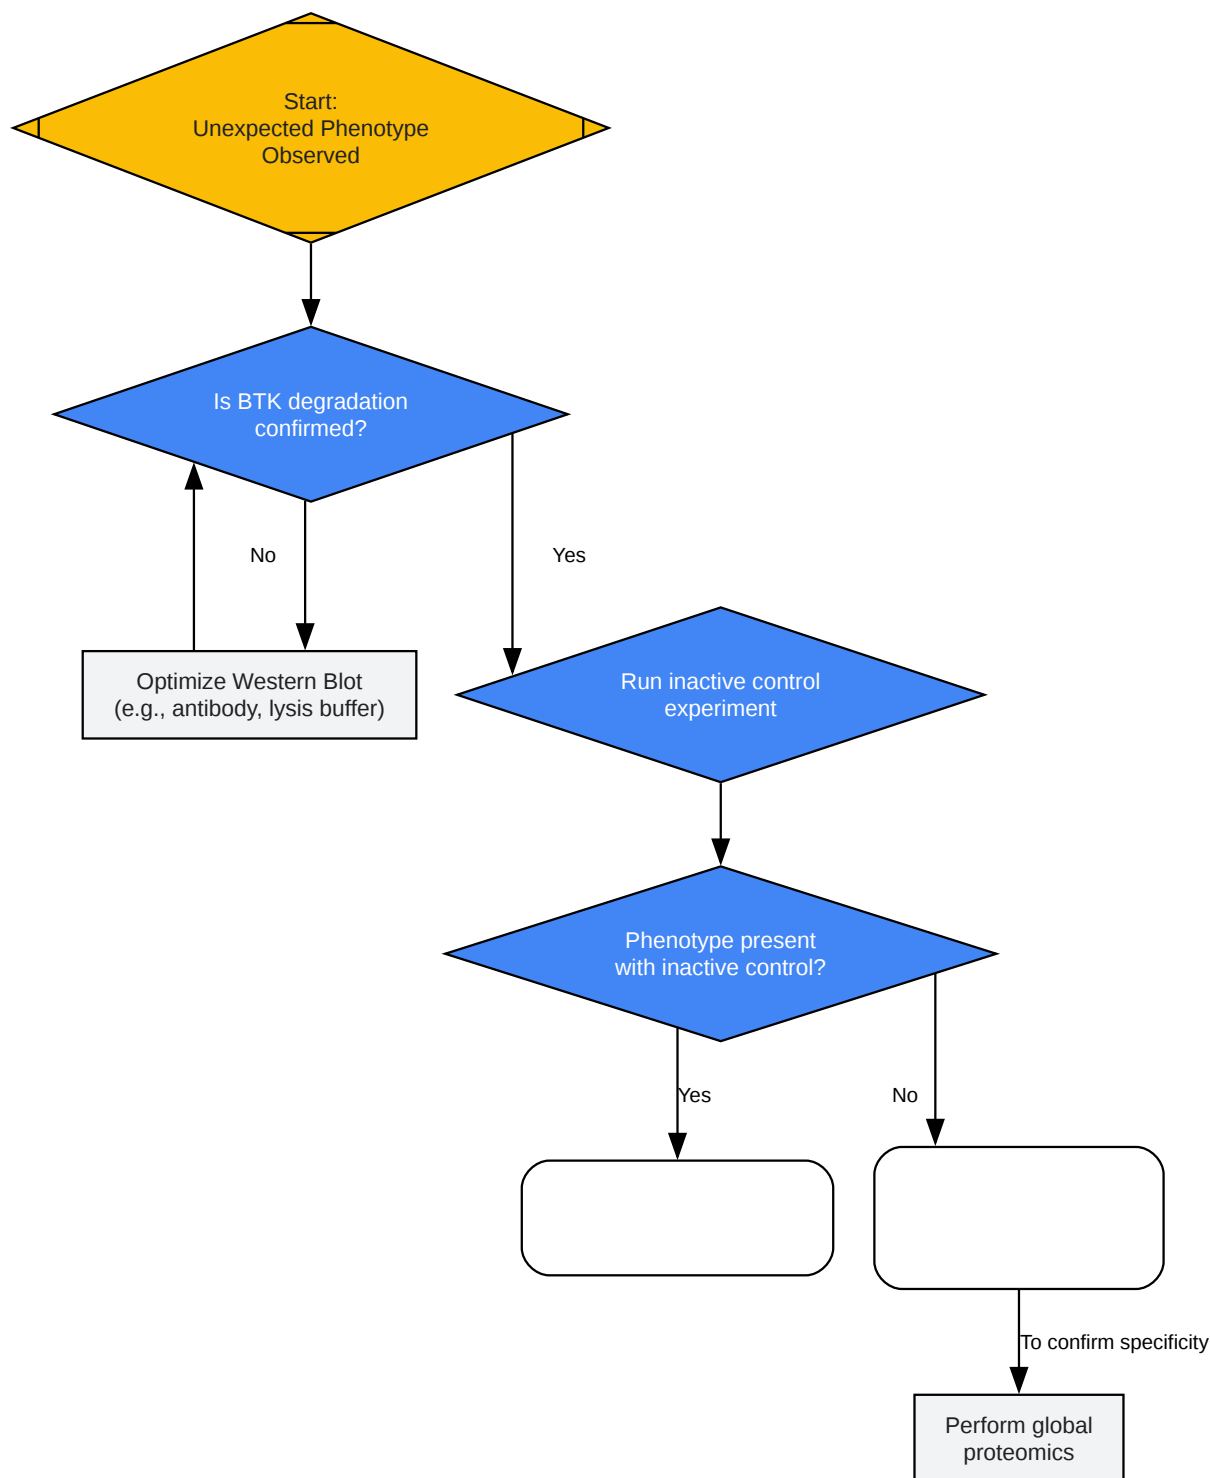 Start:
Unexpected Phenotype
Observed
Is BTK degradation
confirmed?
No
Yes
Optimize Western Blot
(e.g., antibody, lysis buffer)
Run inactive control
experiment
Phenotype present
with inactive control?
Yes
No
To confirm specificity
Perform global
proteomics